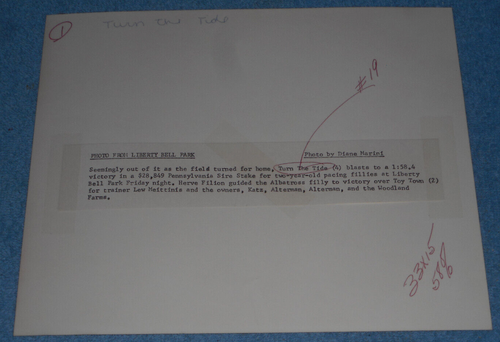 1 Turn The Tide
#19
PHOTO FROM LIBERTY BELL PARK Photo by Diana Marini
Seemingly out of it as the field turned for home, Turn The Tide (4) blasts to a 1:58.4
victory in a $28,849 Pennsylvania Sire Stake for two-year-old pacing fillies at Liberty
Bell Park Friday night. Herve Filion guided the Albatross filly to victory over Toy Town (2)
for trainer Lew Meittinis and the owners, Katz, Alterman, Alterman, and the Woodland
Farms.
33x15
58%